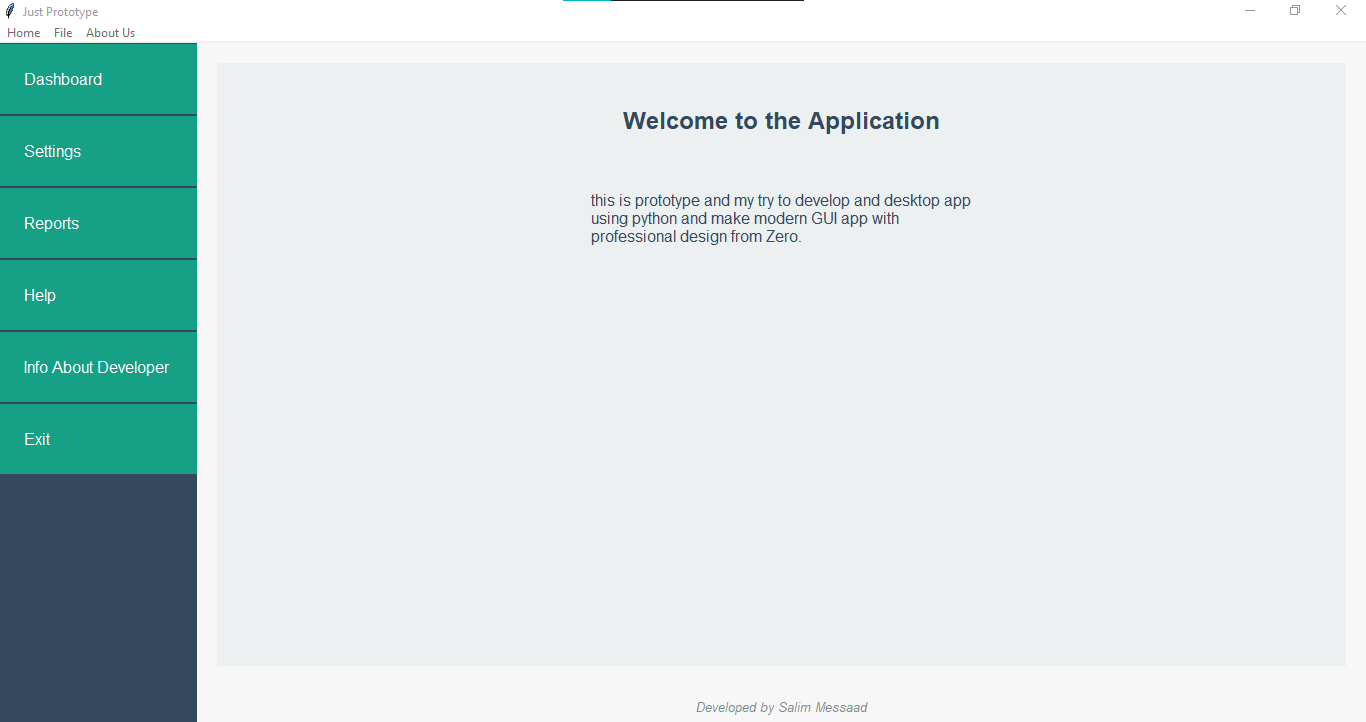 Just Prototype
Home File About Us
Dashboard
Settings
Reports
Help
Info About Developer
Exit
Welcome to the Application
this is prototype and my try to develop and desktop app
using python and make modern GUI app with
professional design from Zero.
Developed by Salim Messaad